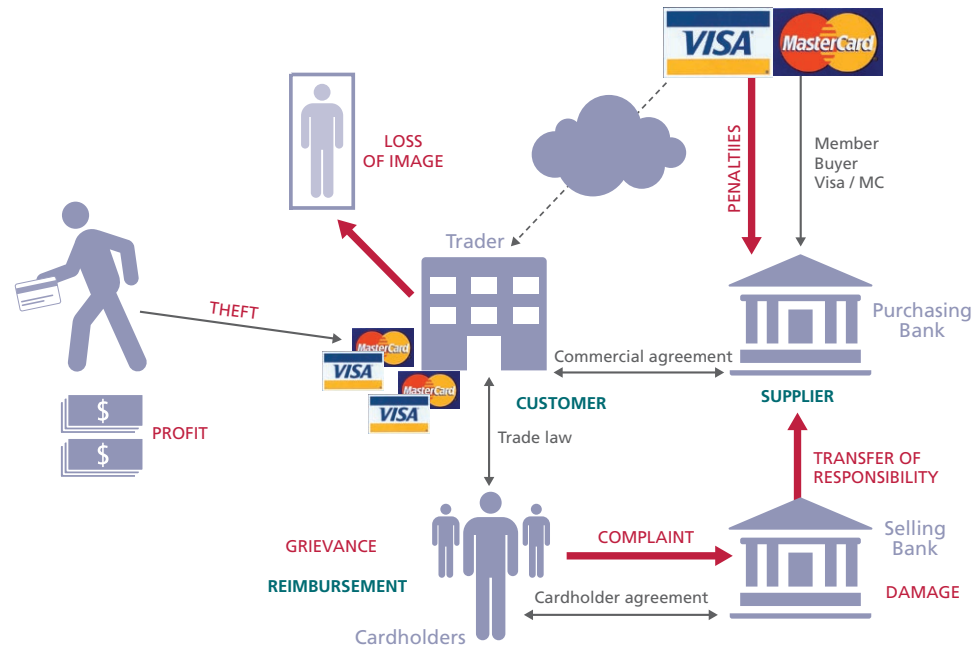 VISA
MasterCard
LOSS
OF IMAGE
PENALTIIES
Member
Buyer
Visa / MC
Trader
THEFT
Purchasing
Bank
MasterCard
VISA
MasterCard
VISA
Commercial agreement
CUSTOMER
SUPPLIER
$
$
PROFIT
Trade law
TRANSFER OF
RESPONSIBILITY
GRIEVANCE
COMPLAINT
Selling
Bank
REIMBURSEMENT
Cardholder agreement
DAMAGE
Cardholders